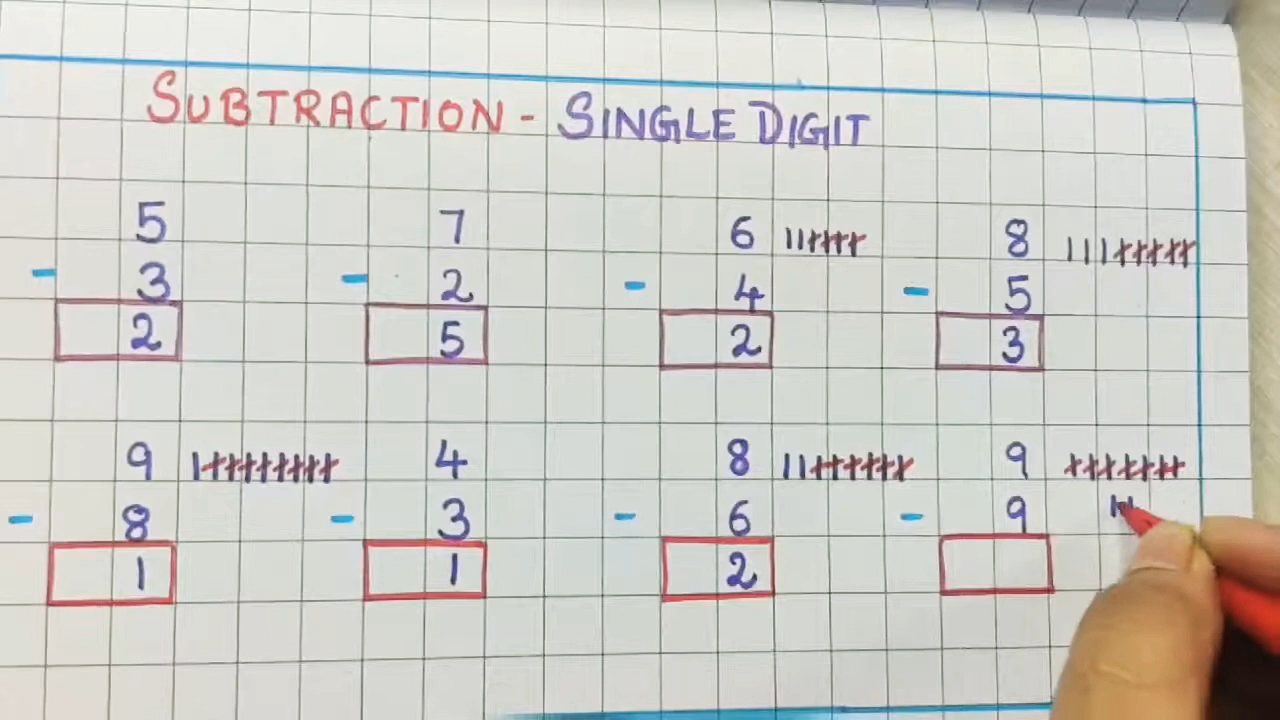 SUBTRACTION - SINGLE DIGIT
5 7 6 8
- 3 - 2 - 4 - 5
2 5 2 3
9 4 8 9
- 8 - 3 - 6 - 9
1 1 2